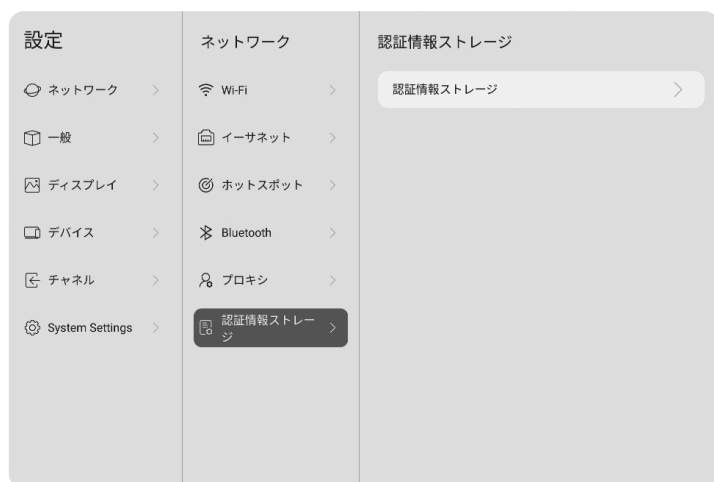 設定
ネットワーク
一般
ディスプレイ
デバイス
チャネル
System Settings
ネットワーク
Wi-Fi
イーサネット
ホットスポット
Bluetooth
プロキシ
認証情報ストレー
ジ
認証情報ストレージ
認証情報ストレージ